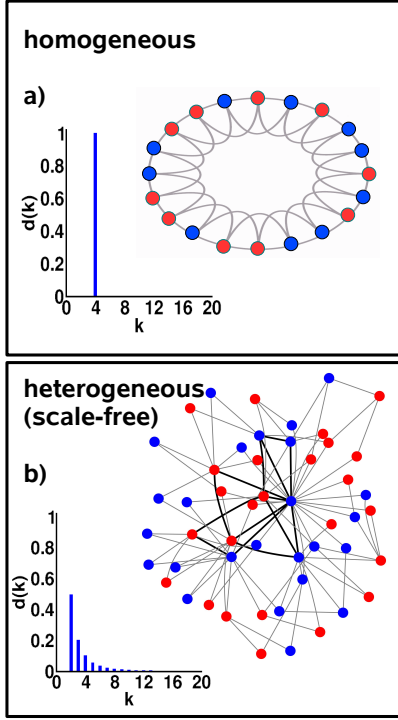 homogeneous
a)
d(k)
1
0.8
0.6
0.4
0.2
0
0 4 8 12 16 20
k
heterogeneous
(scale-free)
b)
d(k)
1
0.8
0.6
0.4
0.2
0
0 4 8 12 16 20
k